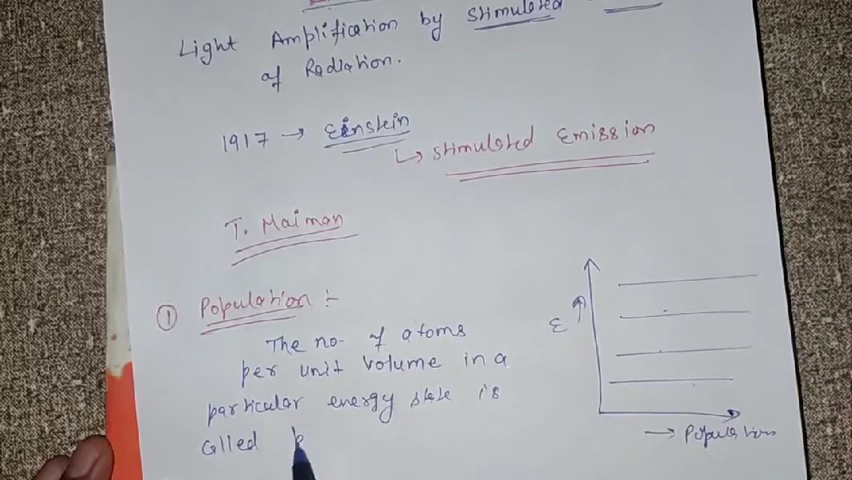 Light Amplification by Stimulated
of Radiation.
1917 → Einstein
↳ Stimulated Emission
T. Maiman
① Population :-
The no. of atoms
per unit volume in a
particular energy state is
called
E ↑
→ Population